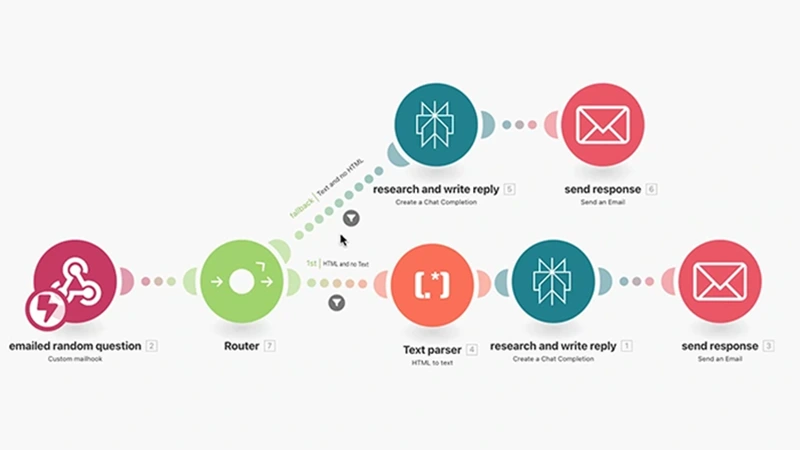 fallback | Text and no HTML
research and write reply 5
Create a Chat Completion
send response 6
Send an Email
1st | HTML and no Text
[.*]
emailed random question 2
Custom mailhook
Router 7
Text parser 4
HTML to text
research and write reply 1
Create a Chat Completion
send response 3
Send an Email